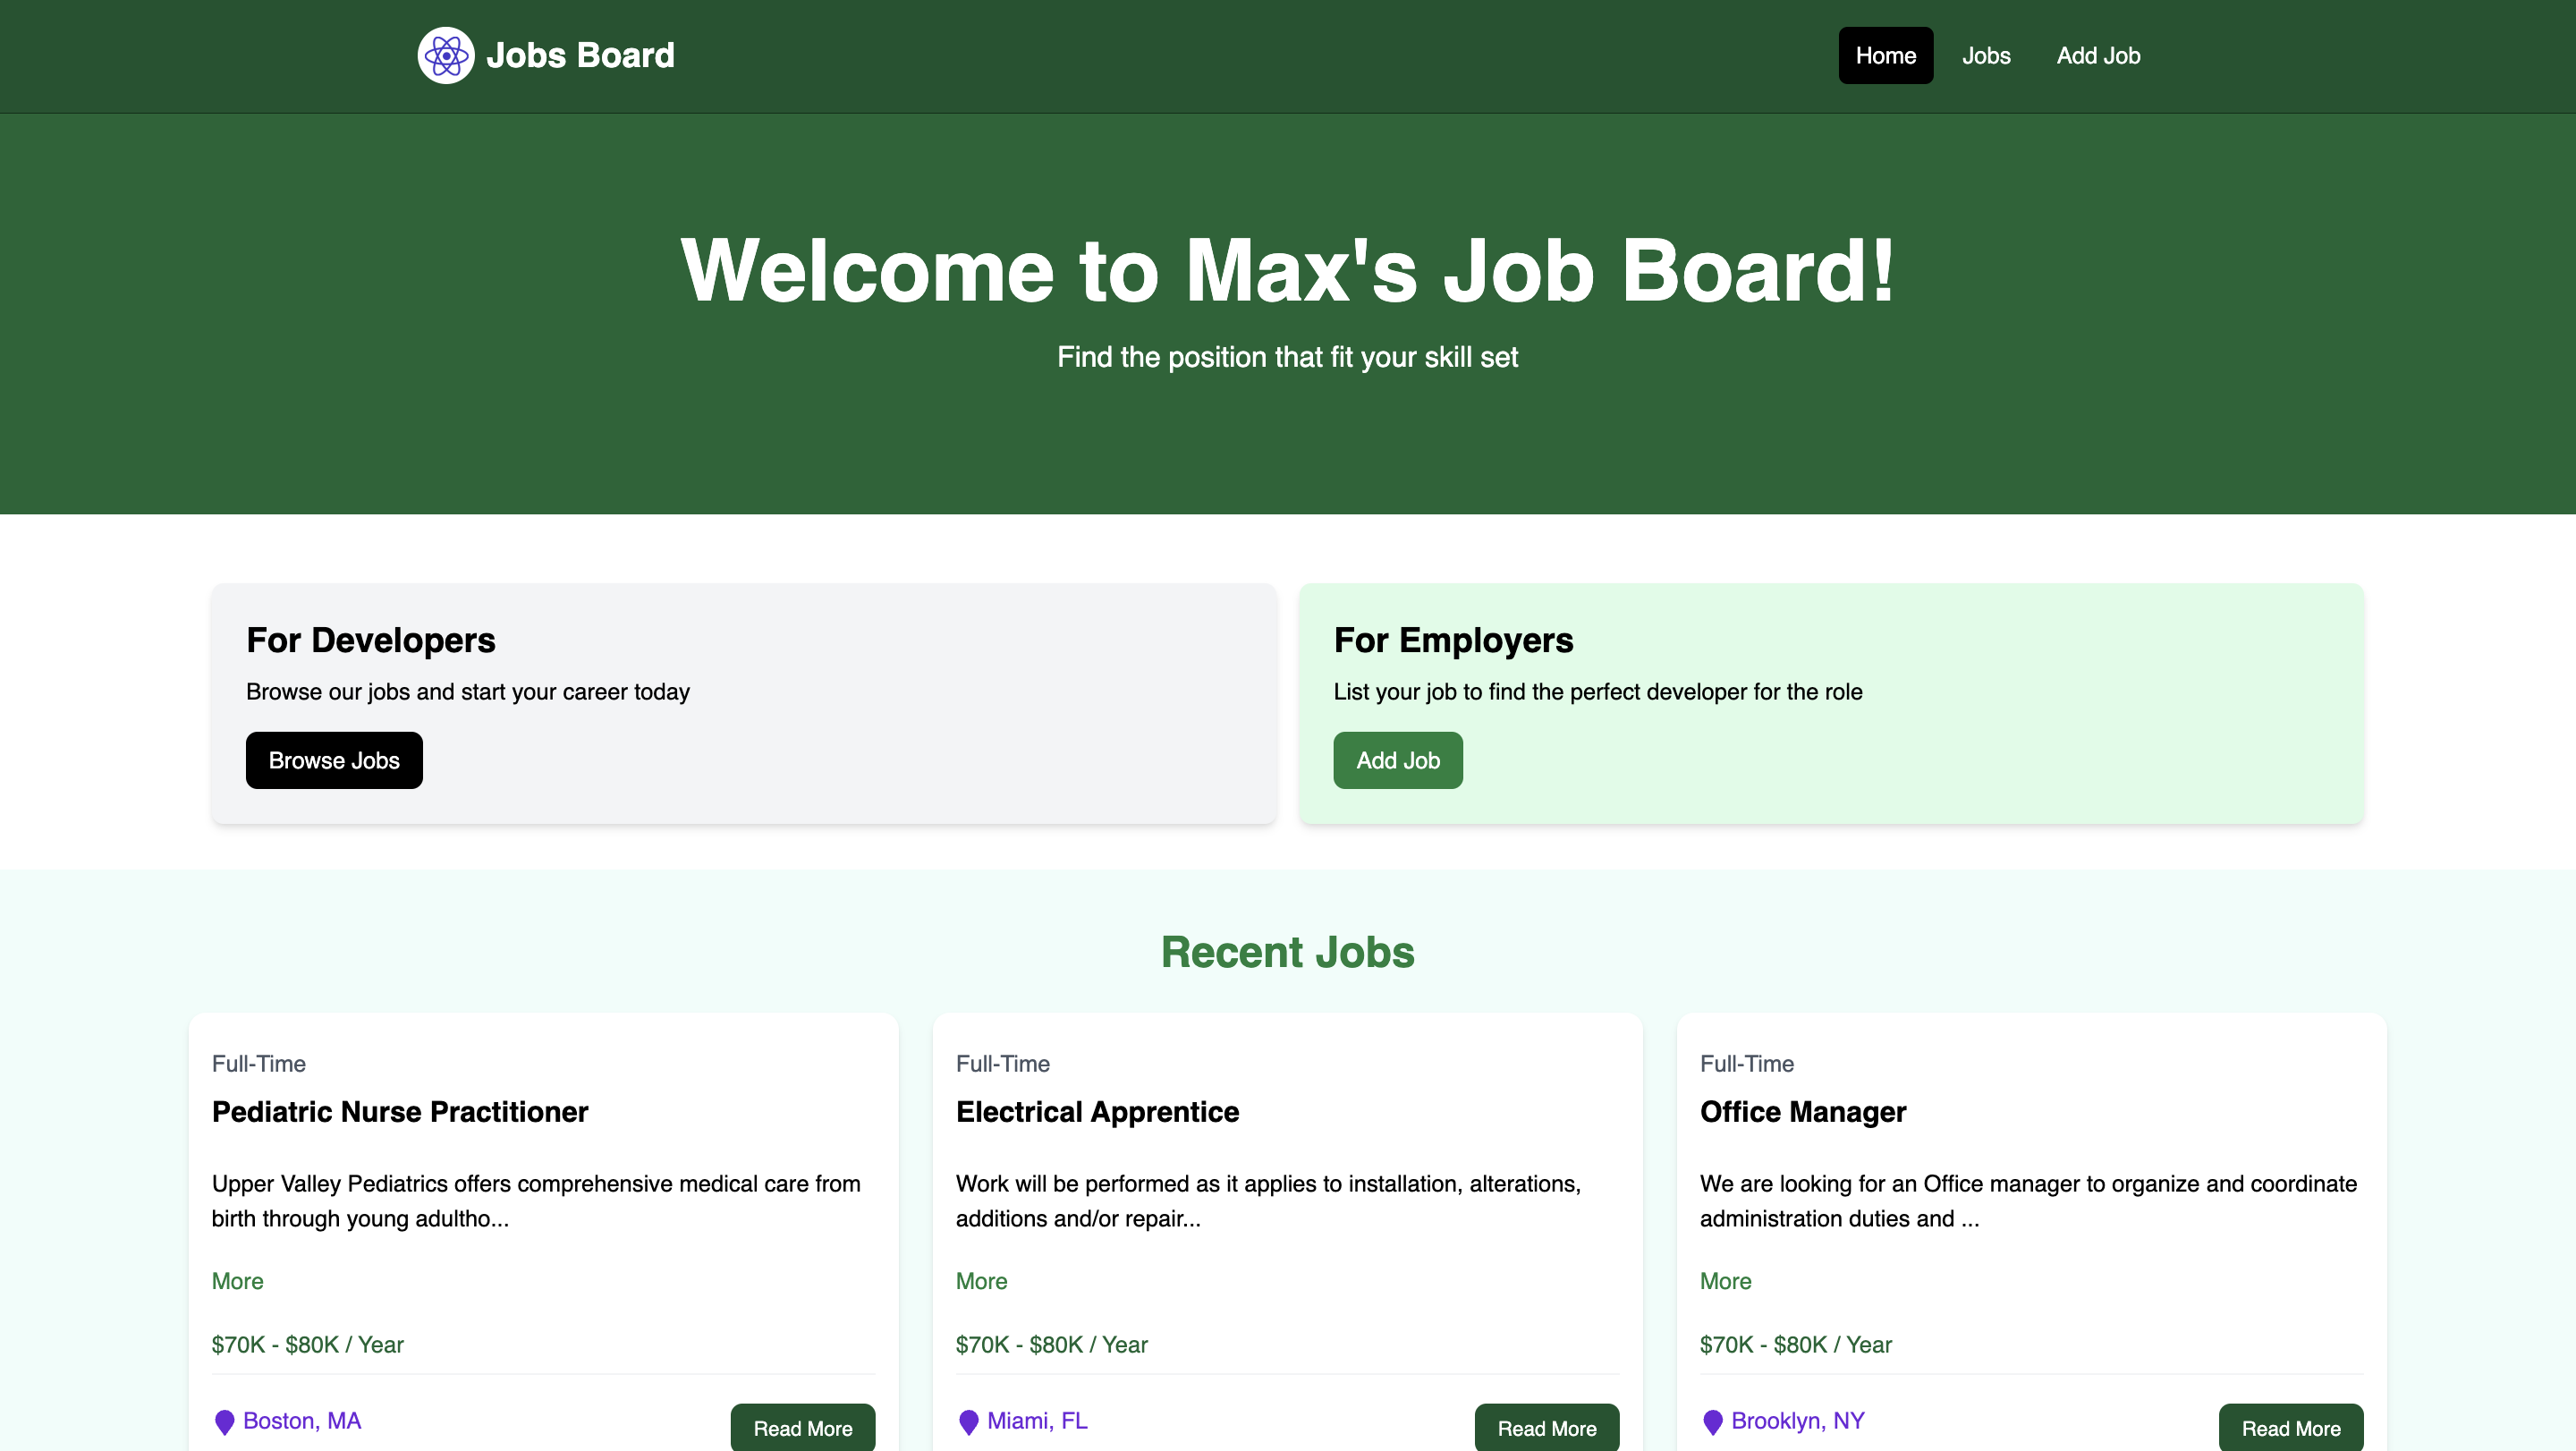 Jobs Board
Home
Jobs
Add Job
Welcome to Max's Job Board!
Find the position that fit your skill set
For Developers
Browse our jobs and start your career today
Browse Jobs
For Employers
List your job to find the perfect developer for the role
Add Job
Recent Jobs
Full-Time
Pediatric Nurse Practitioner
Upper Valley Pediatrics offers comprehensive medical care from
birth through young adultho...
More
$70K - $80K / Year
Boston, MA
Read More
Full-Time
Electrical Apprentice
Work will be performed as it applies to installation, alterations,
additions and/or repair...
More
$70K - $80K / Year
Miami, FL
Read More
Full-Time
Office Manager
We are looking for an Office manager to organize and coordinate
administration duties and ...
More
$70K - $80K / Year
Brooklyn, NY
Read More